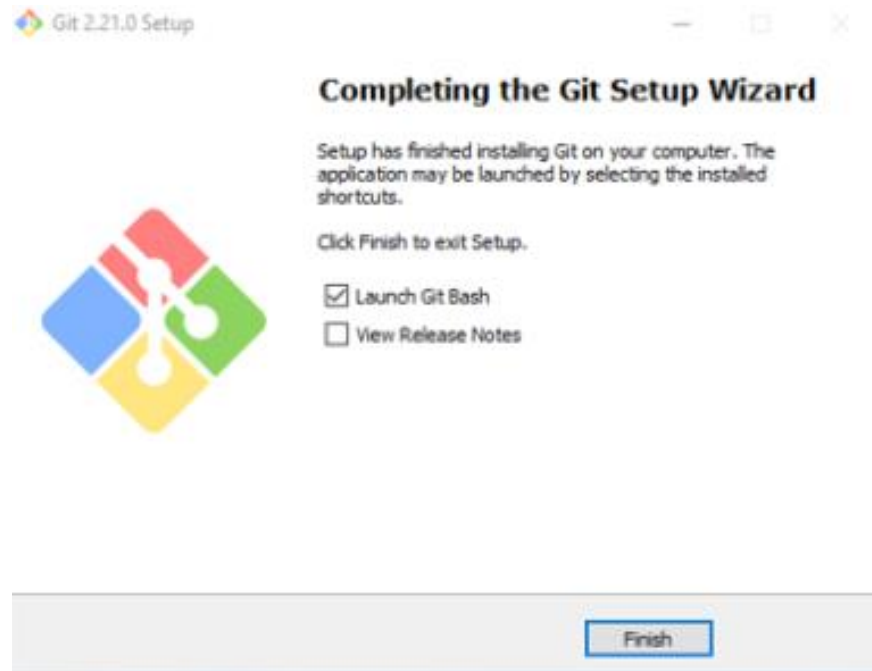 Git 2.21.0 Setup
Completing the Git Setup Wizard
Setup has finished installing Git on your computer. The
application may be launched by selecting the installed
shortcuts.
Click Finish to exit Setup.
Launch Git Bash
View Release Notes
Finish